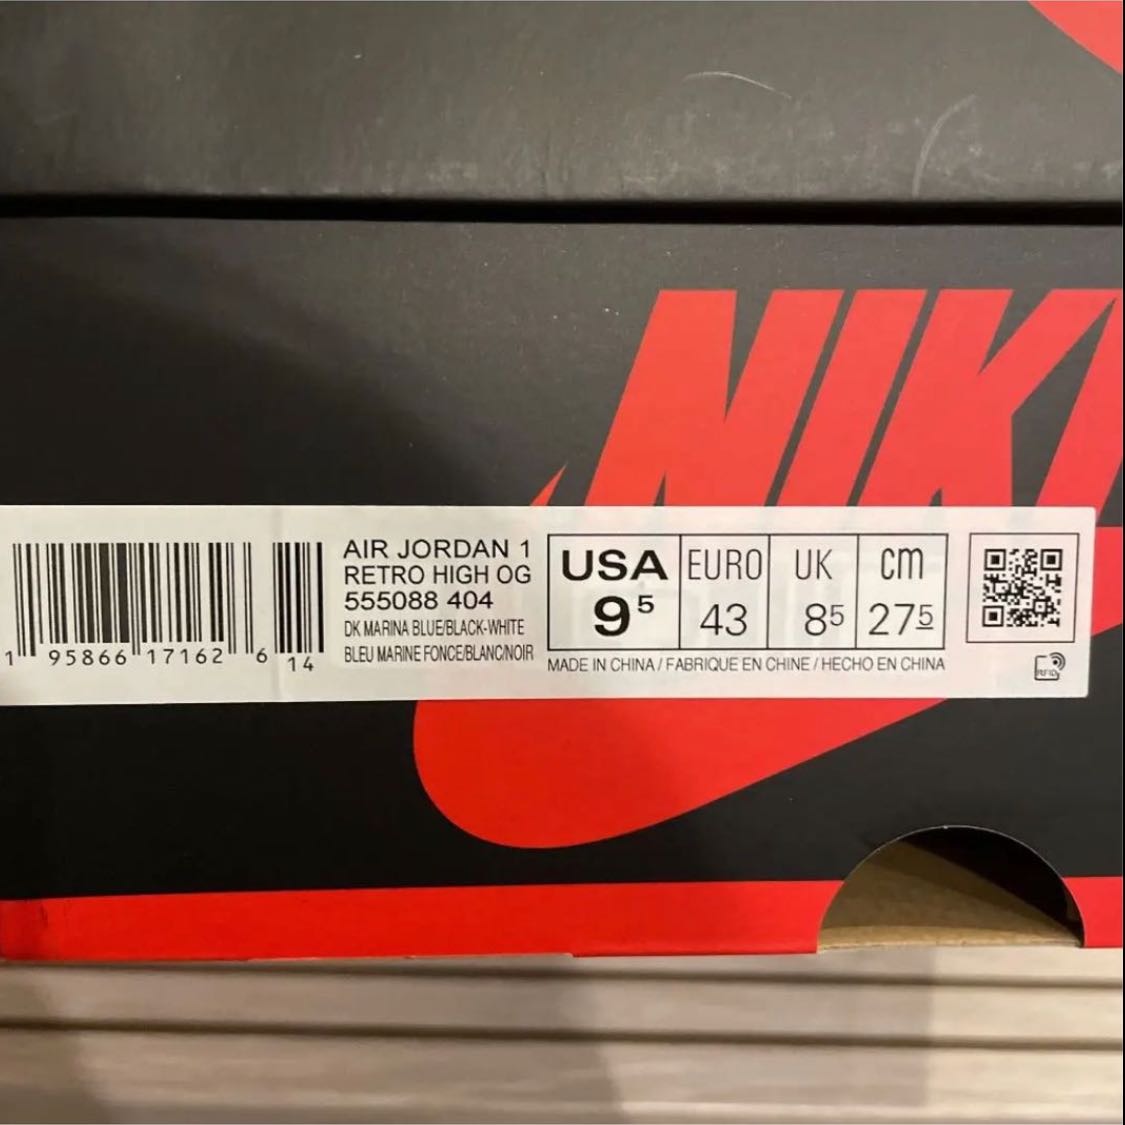 NIK
AIR JORDAN 1
RETRO HIGH OG
555088 404
DK MARINA BLUE/BLACK-WHITE
BLEU MARINE FONCE/BLANC/NOIR
1 95866 17162 6 14
USA EURO UK cm
9⁵ 43 8⁵ 27⁵
MADE IN CHINA / FABRIQUE EN CHINE / HECHO EN CHINA
RFID